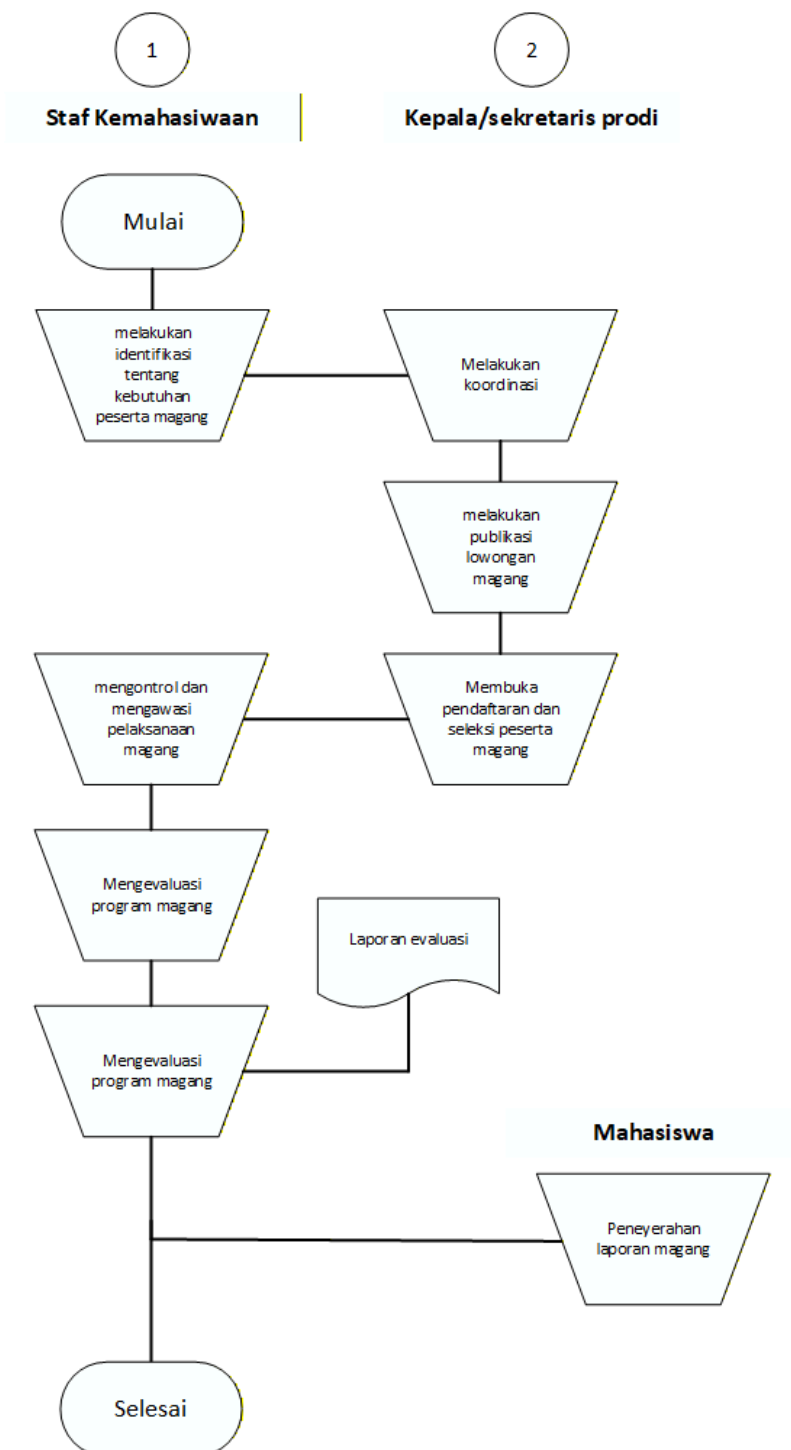 1
2
Staf Kemahasiwaan
Kepala/sekretaris prodi
Mulai
melakukan
identifikasi
tentang
kebutuhan
peserta magang
Melakukan
koordinasi
melakukan
publikasi
lowongan
magang
mengontrol dan
mengawasi
pelaksanaan
magang
Membuka
pendaftaran dan
seleksi peserta
magang
Mengevaluasi
program magang
Laporan evaluasi
Mengevaluasi
program magang
Mahasiswa
Peneyerahan
laporan magang
Selesai